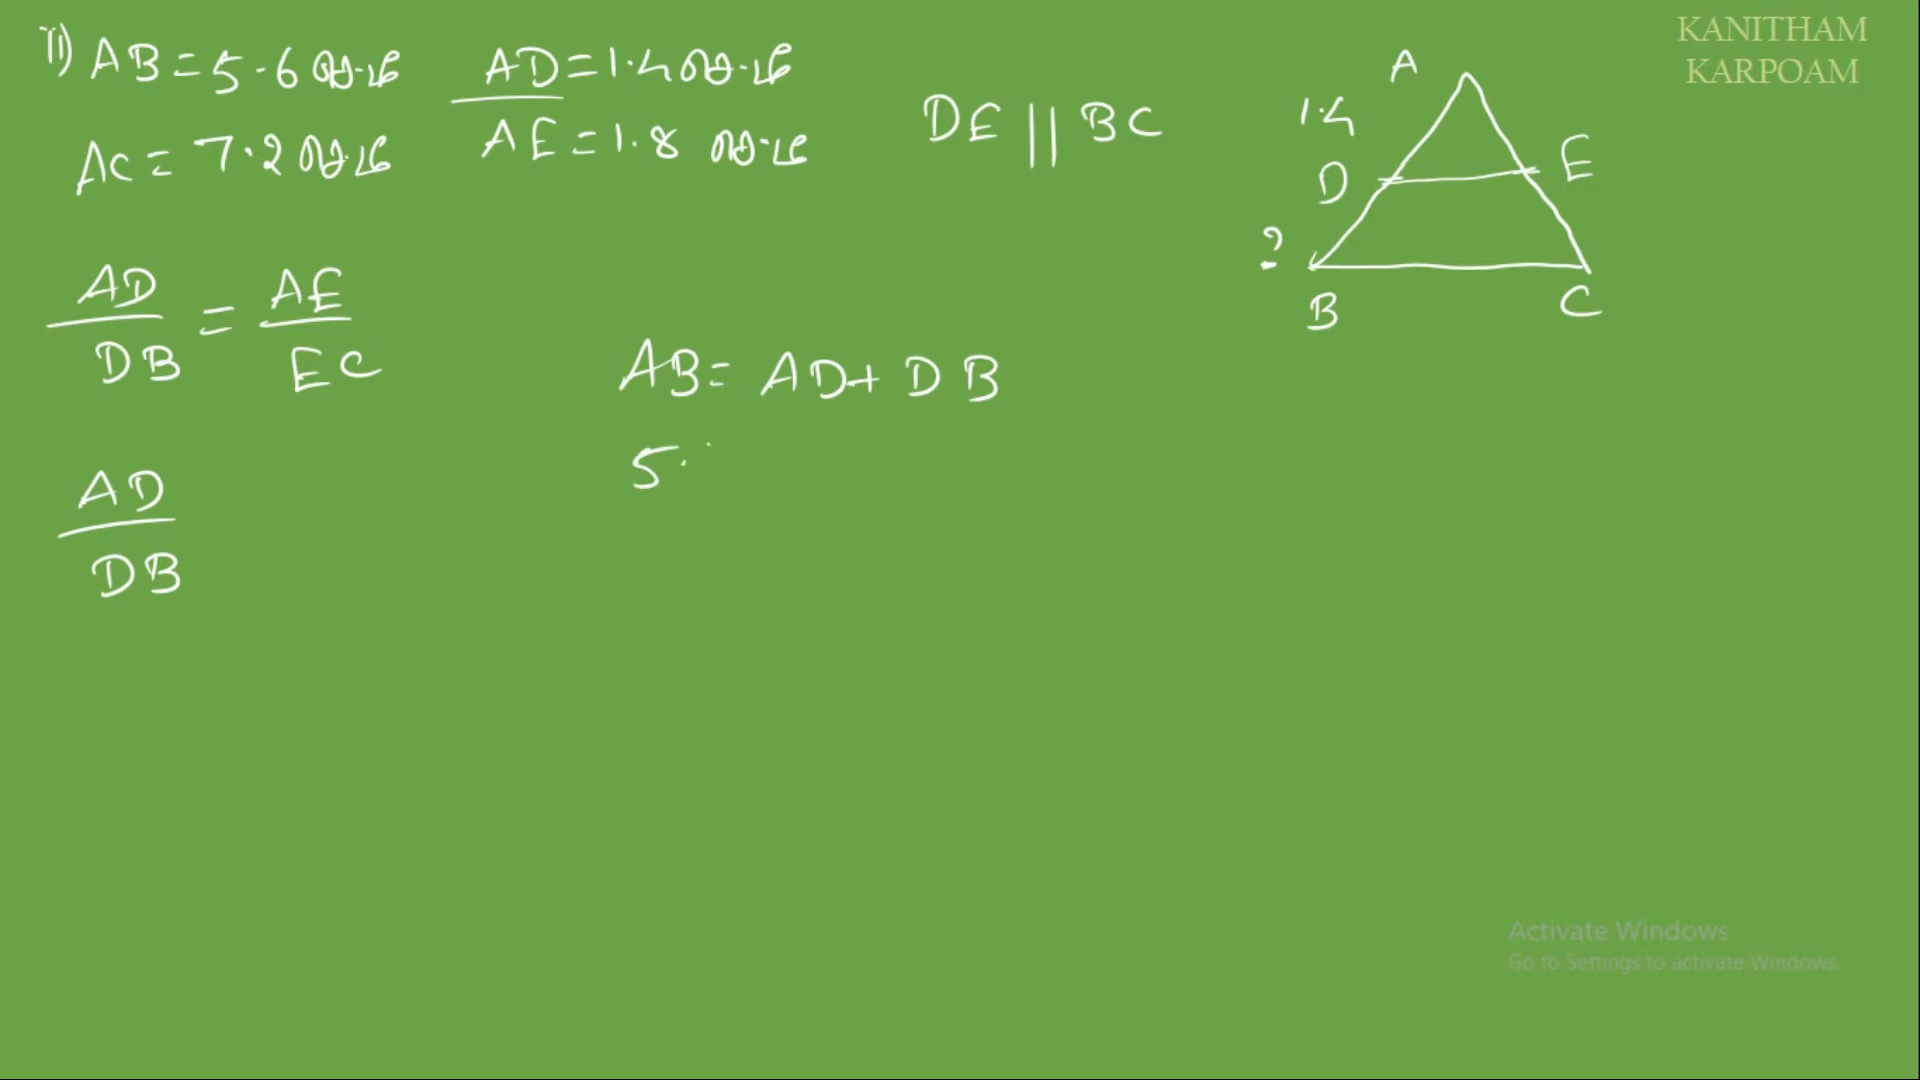 KANITHAM
KARPOAM
ii) AB = 5.6 செ.மீ AD = 1.4 செ.மீ
AC = 7.2 செ.மீ AE = 1.8 செ.மீ
DE || BC
A
1.4
D E
?
B C
AD/DB = AE/EC
AB = AD + DB
5.
AD/DB
Activate Windows
Go to Settings to activate Windows.